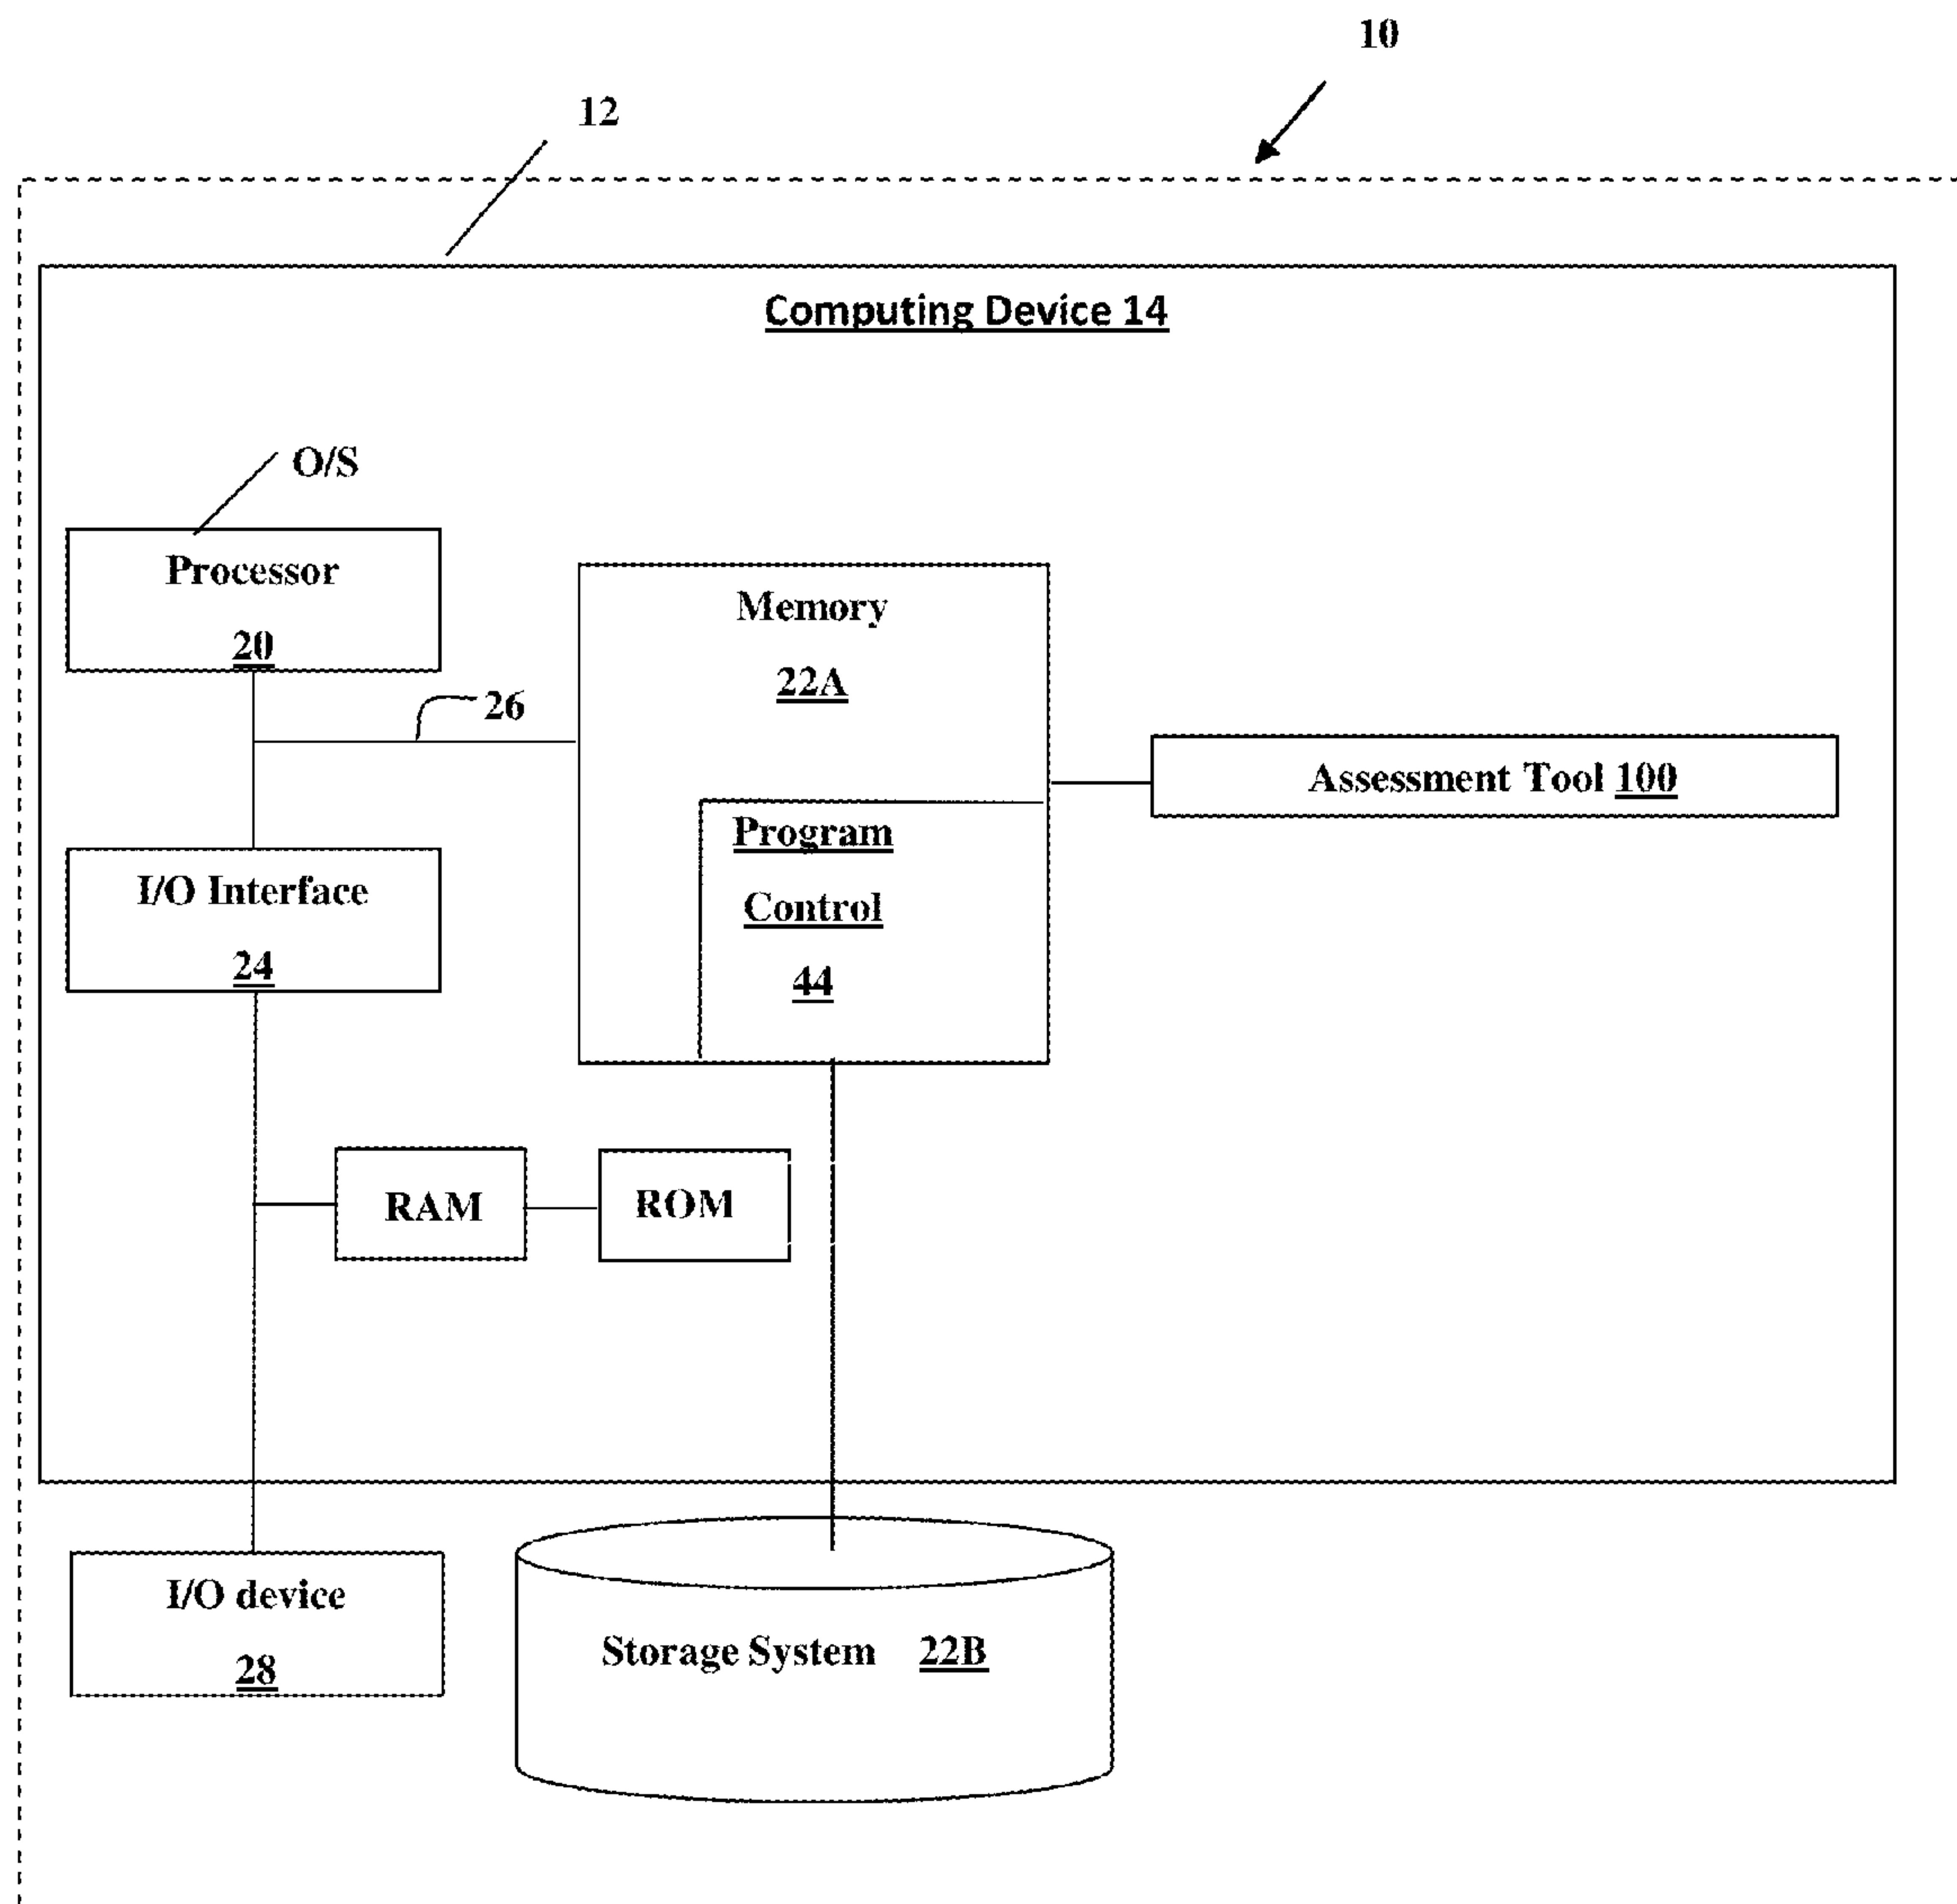 10
12
Computing Device 14
O/S
Processor
20
26
Memory
22A
Assessment Tool 100
Program
Control
44
I/O Interface
24
RAM
ROM
I/O device
28
Storage System 22B